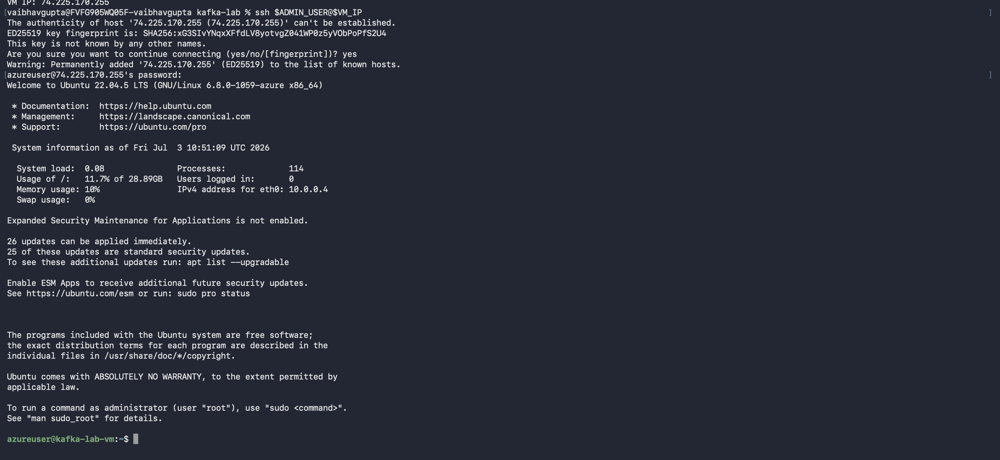 VM IP: 74.225.170.255
[vaibhavgupta@FVFG905WQ05F-vaibhavgupta kafka-lab % ssh $ADMIN_USER@$VM_IP ]
The authenticity of host '74.225.170.255 (74.225.170.255)' can't be established.
ED25519 key fingerprint is: SHA256:xG3SIvYNqxXFfdLV8yotvgZ041WP0z5yVObPoPfS2U4
This key is not known by any other names.
Are you sure you want to continue connecting (yes/no/[fingerprint])? yes
Warning: Permanently added '74.225.170.255' (ED25519) to the list of known hosts.
[azureuser@74.225.170.255's password: ]
Welcome to Ubuntu 22.04.5 LTS (GNU/Linux 6.8.0-1059-azure x86_64)

 * Documentation:  https://help.ubuntu.com
 * Management:     https://landscape.canonical.com
 * Support:        https://ubuntu.com/pro

 System information as of Fri Jul  3 10:51:09 UTC 2026

  System load:  0.08               Processes:             114
  Usage of /:   11.7% of 28.89GB   Users logged in:       0
  Memory usage: 10%                IPv4 address for eth0: 10.0.0.4
  Swap usage:   0%

Expanded Security Maintenance for Applications is not enabled.

26 updates can be applied immediately.
25 of these updates are standard security updates.
To see these additional updates run: apt list --upgradable

Enable ESM Apps to receive additional future security updates.
See https://ubuntu.com/esm or run: sudo pro status

The programs included with the Ubuntu system are free software;
the exact distribution terms for each program are described in the
individual files in /usr/share/doc/*/copyright.

Ubuntu comes with ABSOLUTELY NO WARRANTY, to the extent permitted by
applicable law.

To run a command as administrator (user "root"), use "sudo <command>".
See "man sudo_root" for details.

azureuser@kafka-lab-vm:~$